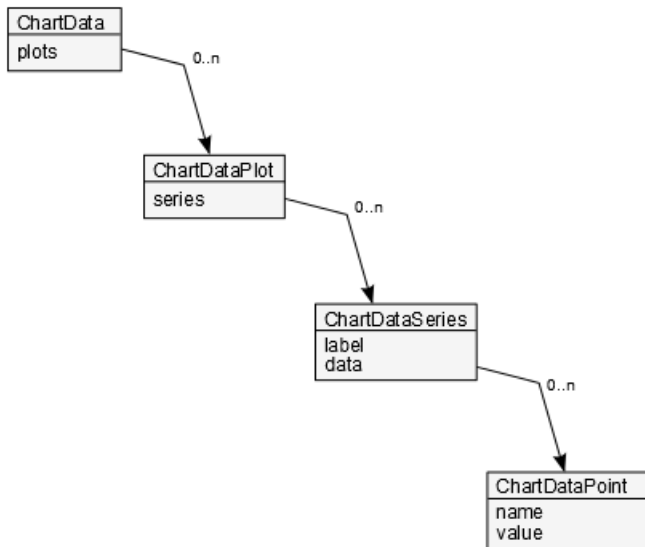 ChartData
plots
0..n
ChartDataPlot
series
0..n
ChartDataSeries
label
data
0..n
ChartDataPoint
name
value